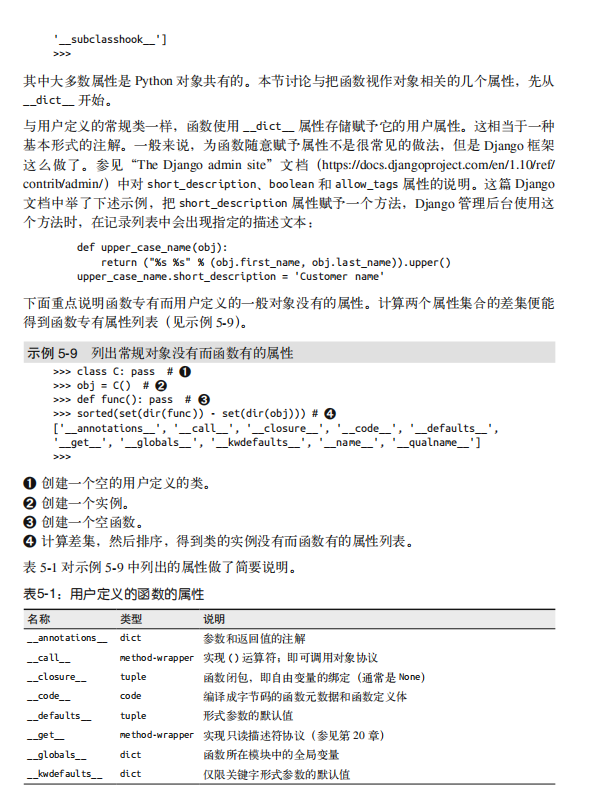 '__subclasshook__']
>>>
其中大多数属性是 Python 对象共有的。本节讨论与把函数视作对象相关的几个属性，先从
__dict__ 开始。
与用户定义的常规类一样，函数使用 __dict__ 属性存储赋予它的用户属性。这相当于一种
基本形式的注解。一般来说，为函数随意赋予属性不是很常见的做法，但是 Django 框架
这么做了。参见“The Django admin site”文档（https://docs.djangoproject.com/en/1.10/ref/
contrib/admin/）中对 short_description、boolean 和 allow_tags 属性的说明。这篇 Django
文档中举了下述示例，把 short_description 属性赋予一个方法，Django 管理后台使用这
个方法时，在记录列表中会出现指定的描述文本：
def upper_case_name(obj):
    return ("%s %s" % (obj.first_name, obj.last_name)).upper()
upper_case_name.short_description = 'Customer name'
下面重点说明函数专有而用户定义的一般对象没有的属性。计算两个属性集合的差集便能
得到函数专有属性列表（见示例 5-9）。
示例 5-9 列出常规对象没有而函数有的属性
>>> class C: pass # ❶
>>> obj = C() # ❷
>>> def func(): pass # ❸
>>> sorted(set(dir(func)) - set(dir(obj))) # ❹
['__annotations__', '__call__', '__closure__', '__code__', '__defaults__',
'__get__', '__globals__', '__kwdefaults__', '__name__', '__qualname__']
>>>
❶ 创建一个空的用户定义的类。
❷ 创建一个实例。
❸ 创建一个空函数。
❹ 计算差集，然后排序，得到类的实例没有而函数有的属性列表。
表 5-1 对示例 5-9 中列出的属性做了简要说明。
表5-1：用户定义的函数的属性
名称 类型 说明
__annotations__ dict 参数和返回值的注解
__call__ method-wrapper 实现 () 运算符；即可调用对象协议
__closure__ tuple 函数闭包，即自由变量的绑定（通常是 None）
__code__ code 编译成字节码的函数元数据和函数定义体
__defaults__ tuple 形式参数的默认值
__get__ method-wrapper 实现只读描述符协议（参见第 20 章）
__globals__ dict 函数所在模块中的全局变量
__kwdefaults__ dict 仅限关键字形式参数的默认值